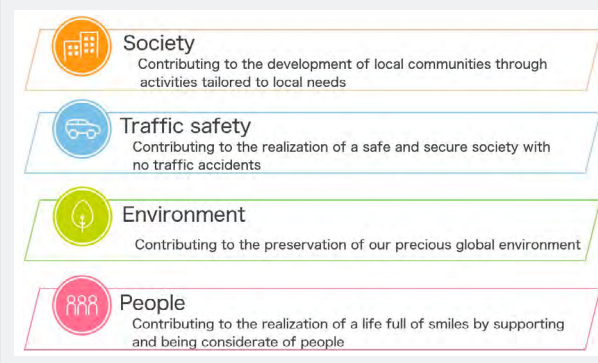 Society
Contributing to the development of local communities through
activities tailored to local needs
Traffic safety
Contributing to the realization of a safe and secure society with
no traffic accidents
Environment
Contributing to the preservation of our precious global environment
People
Contributing to the realization of a life full of smiles by supporting
and being considerate of people